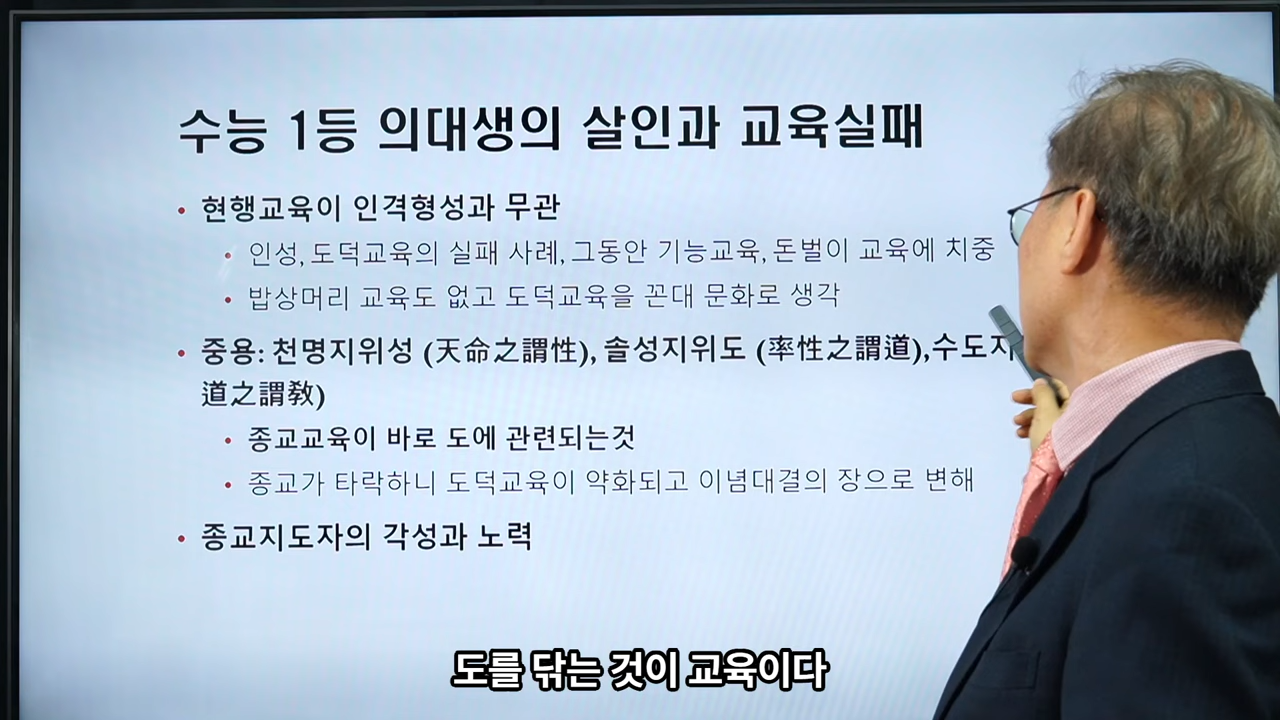 수능 1등 의대생의 살인과 교육실패
• 현행교육이 인격형성과 무관
• 인성, 도덕교육의 실패 사례, 그동안 기능교육, 돈벌이 교육에 치중
• 밥상머리 교육도 없고 도덕교육을 꼰대 문화로 생각
• 중용: 천명지위성 (天命之謂性), 솔성지위도 (率性之謂道),수도지
道之謂敎)
• 종교교육이 바로 도에 관련되는것
• 종교가 타락하니 도덕교육이 약화되고 이념대결의 장으로 변해
• 종교지도자의 각성과 노력
도를 닦는 것이 교육이다